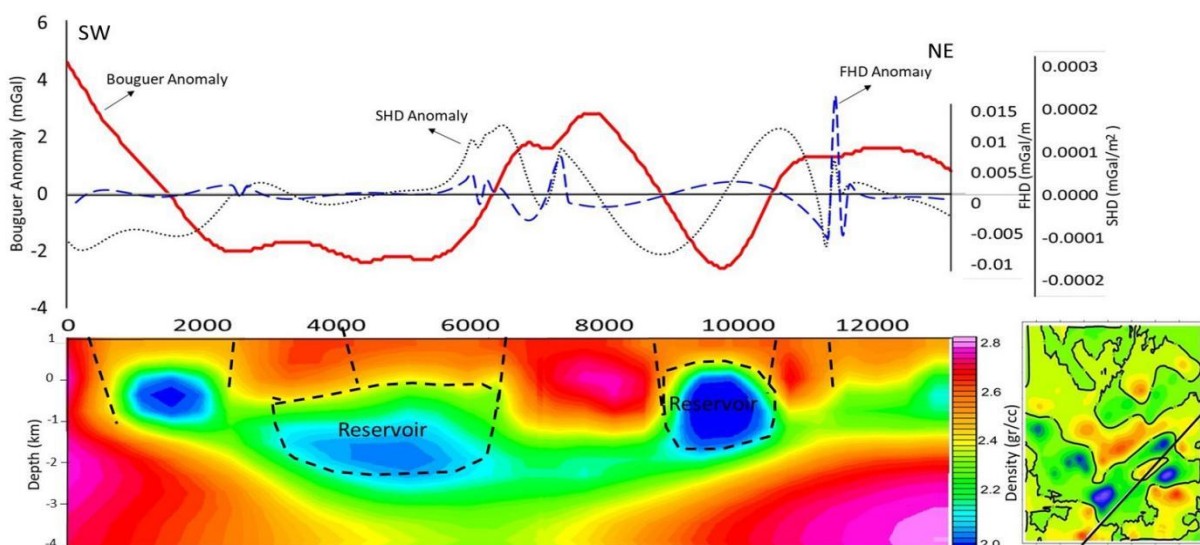 SW
NE
Bouguer Anomaly
SHD Anomaly
FHD Anomaly
Bouguer Anomaly (mGal)
6
4
2
0
-2
-4
0.015
0.01
0.005
0
-0.005
-0.01
FHD (mGal/m
0.0003
0.0002
0.0001
0.0000
-0.0001
-0.0002
SHD (mGal/m²)
0 2000 4000 6000 8000 10000 12000
Depth (km)
1
0
-1
-2
-3
-4
Reservoir
Reservoir
2.8
2.6
2.4
2.2
2.0
Density (gr/cc)